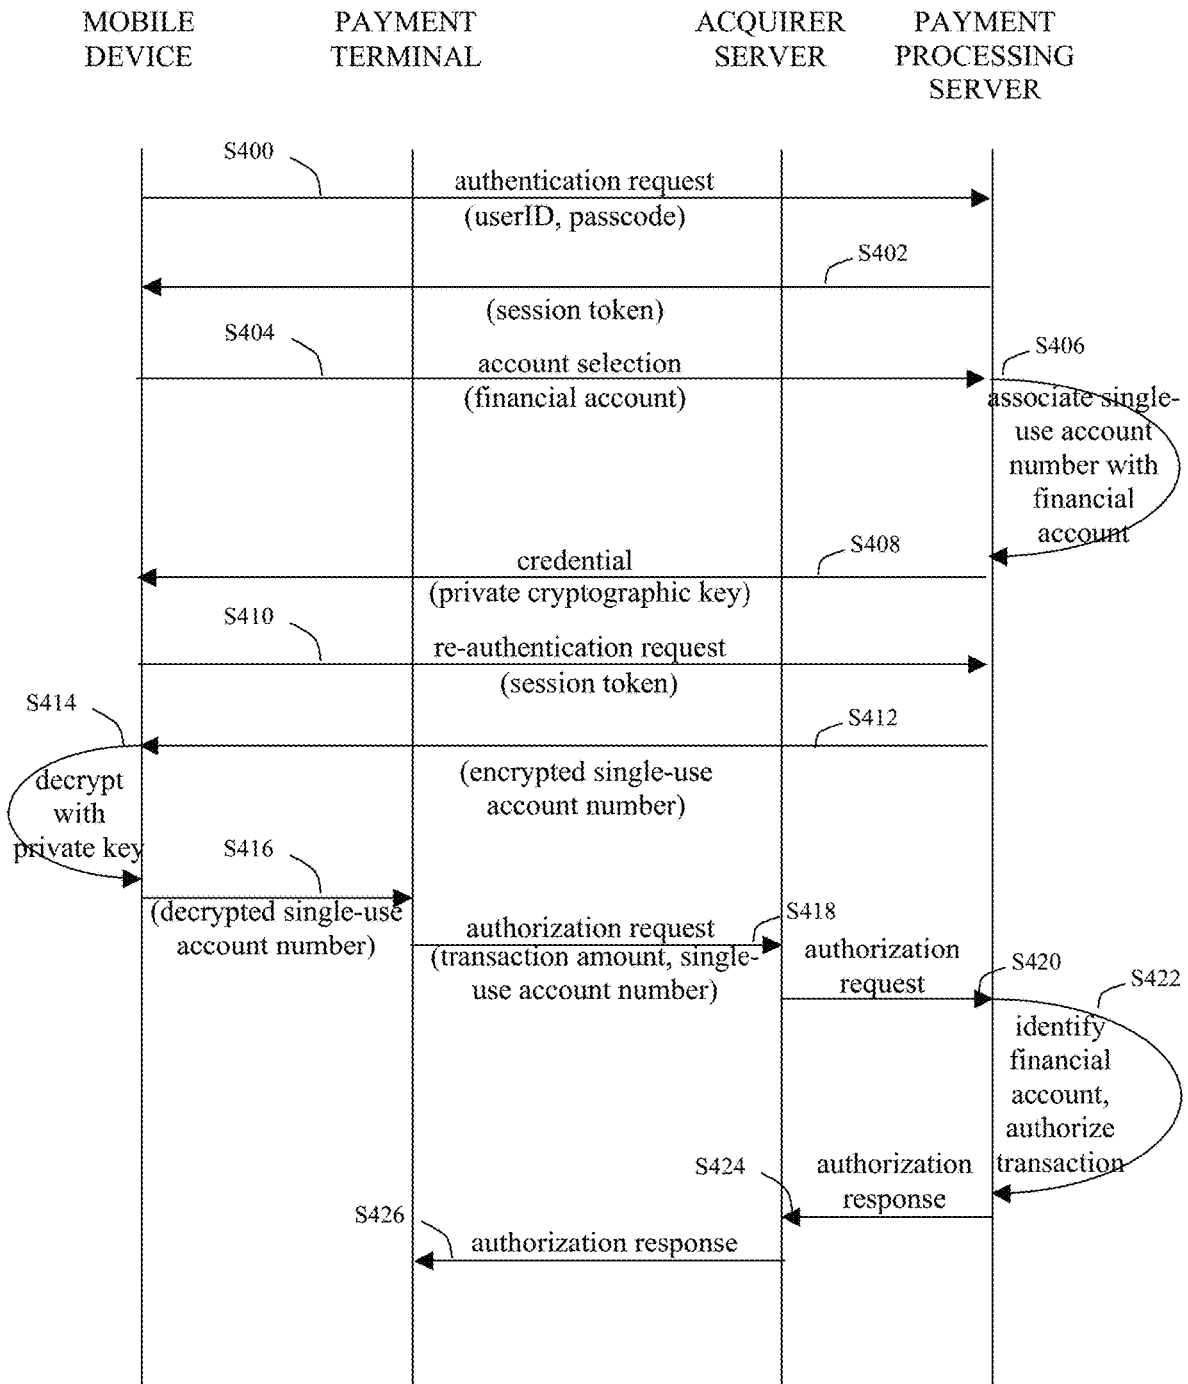 MOBILE
DEVICE
PAYMENT
TERMINAL
ACQUIRER
SERVER
PAYMENT
PROCESSING
SERVER
S400
authentication request
(userID, passcode)
S402
(session token)
S404
account selection
(financial account)
S406
associate single-
use account
number with
financial
account
S408
credential
(private cryptographic key)
S410
re-authentication request
(session token)
S412
(encrypted single-use
account number)
S414
decrypt
with
private key
S416
(decrypted single-use
account number)
S418
authorization request
(transaction amount, single-
use account number)
S420
authorization
request
S422
identify
financial
account,
authorize
transaction
S424
authorization
response
S426
authorization response